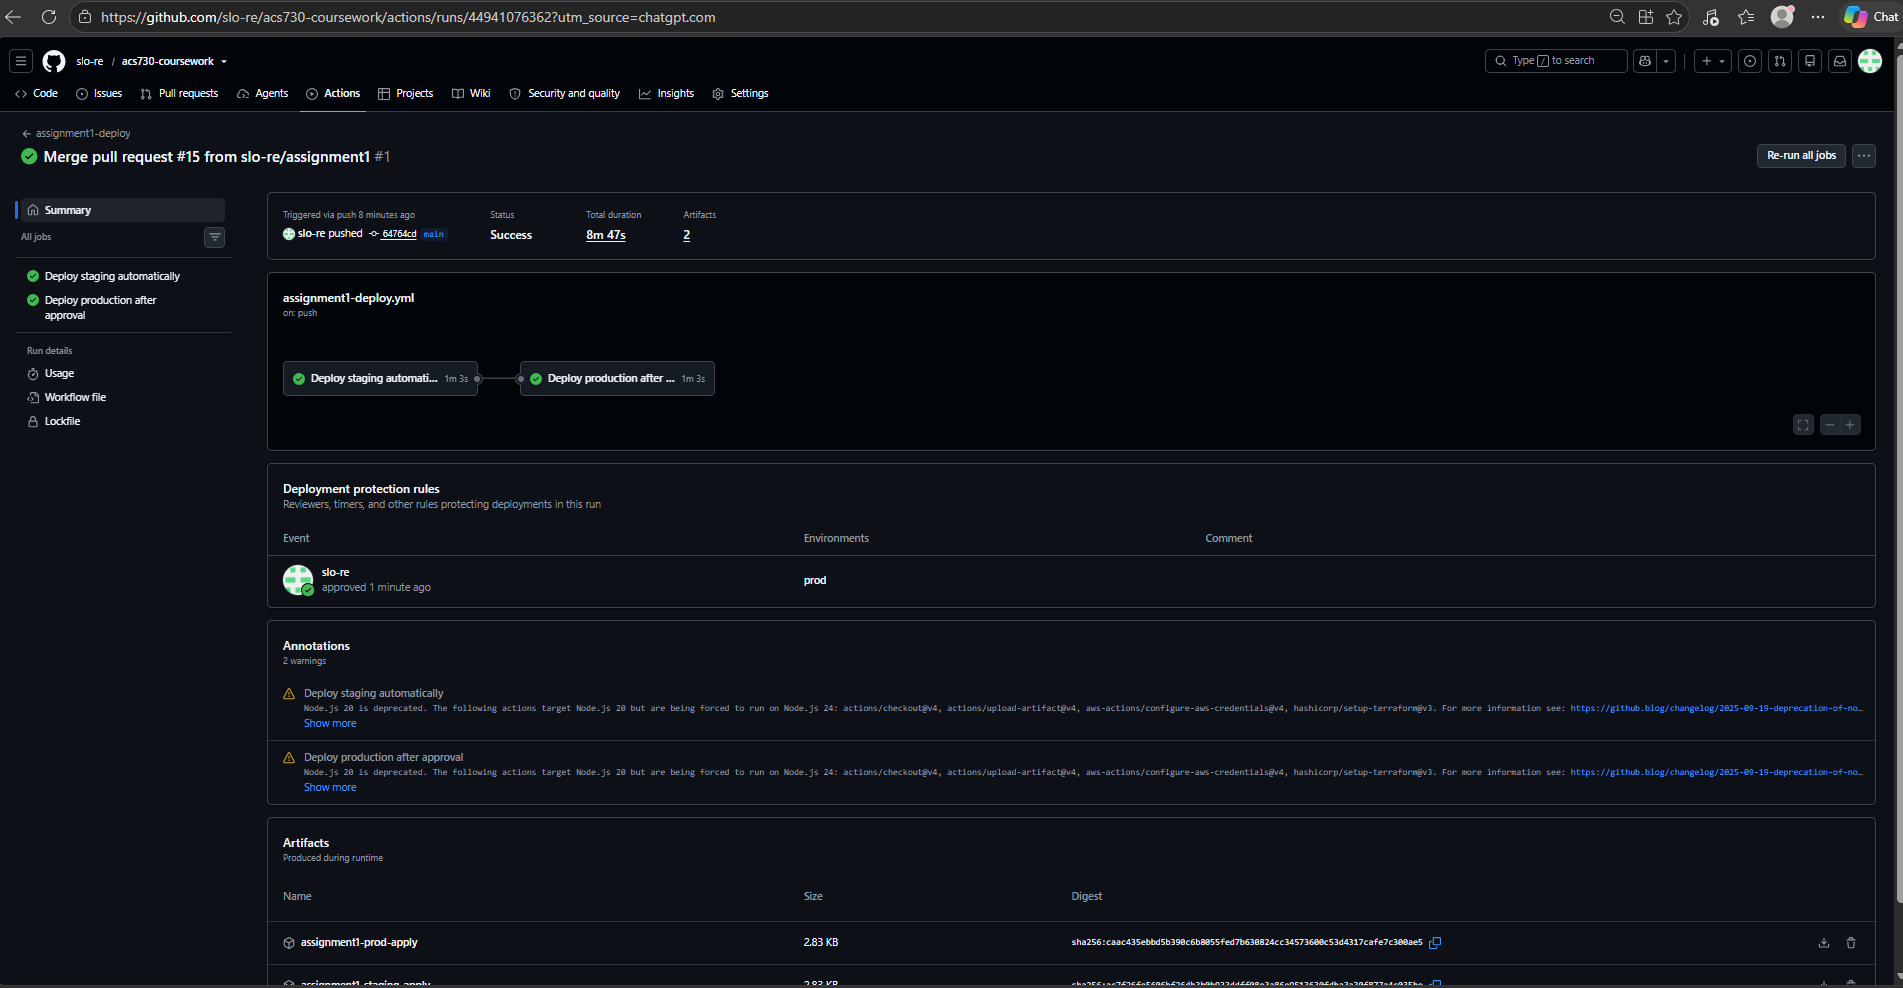 https://github.com/slo-re/acs730-coursework/actions/runs/44941076362?utm_source=chatgpt.com
Chat
slo-re / acs730-coursework
Type / to search
Code Issues Pull requests Agents Actions Projects Wiki Security and quality Insights Settings
assignment1-deploy
Merge pull request #15 from slo-re/assignment1 #1
Re-run all jobs
Summary
All jobs
Deploy staging automatically
Deploy production after
approval
Run details
Usage
Workflow file
Lockfile
Triggered via push 8 minutes ago
slo-re pushed 64764cd main
Status
Success
Total duration
8m 47s
Artifacts
2
assignment1-deploy.yml
on: push
Deploy staging automati... 1m 3s
Deploy production after ... 1m 3s
Deployment protection rules
Reviewers, timers, and other rules protecting deployments in this run
Event Environments Comment
slo-re
approved 1 minute ago
prod
Annotations
2 warnings
Deploy staging automatically
Node.js 20 is deprecated. The following actions target Node.js 20 but are being forced to run on Node.js 24: actions/checkout@v4, actions/upload-artifact@v4, aws-actions/configure-aws-credentials@v4, hashicorp/setup-terraform@v3. For more information see: https://github.blog/changelog/2025-09-19-deprecation-of-no…
Show more
Deploy production after approval
Node.js 20 is deprecated. The following actions target Node.js 20 but are being forced to run on Node.js 24: actions/checkout@v4, actions/upload-artifact@v4, aws-actions/configure-aws-credentials@v4, hashicorp/setup-terraform@v3. For more information see: https://github.blog/changelog/2025-09-19-deprecation-of-no…
Show more
Artifacts
Produced during runtime
Name Size Digest
assignment1-prod-apply 2.83 KB sha256:caac435ebbd5b390c6b8055fed7b630824cc34573600c53d4317cafe7c300ae5
assignment1-staging-apply 2.83 KB